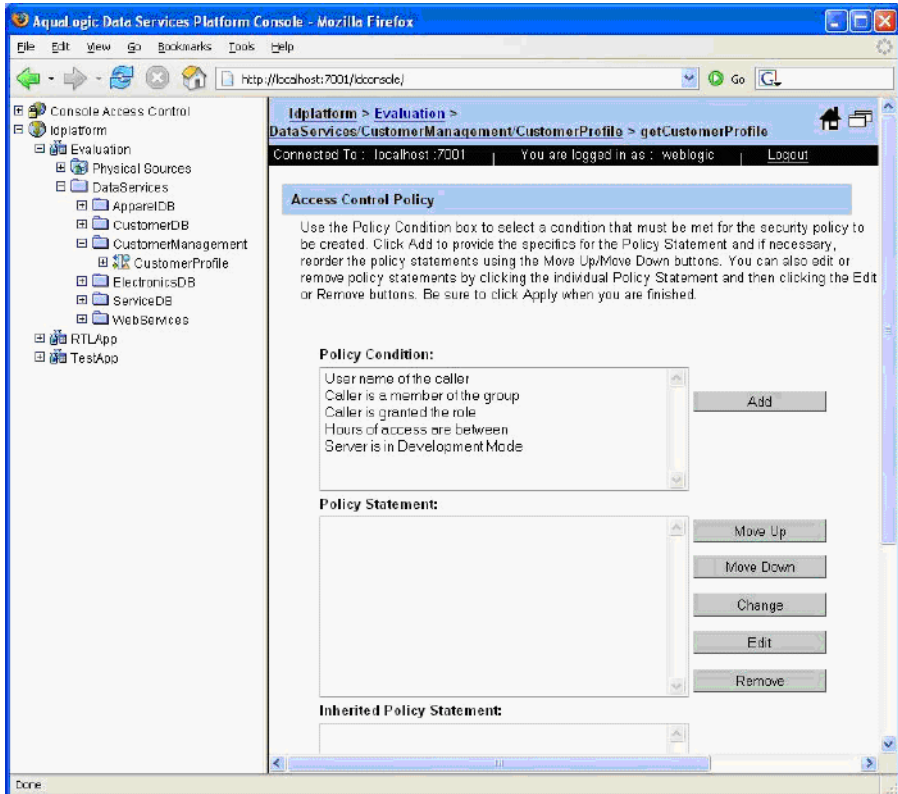 AquaLogic Data Services Platform Console - Mozilla Firefox
File Edit View Go Bookmarks Tools Help
http://localhost:7001/ldconsole/
Go
Console Access Control
ldplatform
Evaluation
Physical Sources
DataServices
ApparelDB
CustomerDB
CustomerManagement
CustomerProfile
ElectronicsDB
ServiceDB
WebServices
RTLApp
TestApp
ldplatform > Evaluation >
DataServices/CustomerManagement/CustomerProfile > getCustomerProfile
Connected To : localhost :7001 | You are logged in as : weblogic | Logout
Access Control Policy
Use the Policy Condition box to select a condition that must be met for the security policy to
be created. Click Add to provide the specifics for the Policy Statement and if necessary,
reorder the policy statements using the Move Up/Move Down buttons. You can also edit or
remove policy statements by clicking the individual Policy Statement and then clicking the Edit
or Remove buttons. Be sure to click Apply when you are finished.
Policy Condition:
User name of the caller
Caller is a member of the group
Caller is granted the role
Hours of access are between
Server is in Development Mode
Add
Policy Statement:
Move Up
Move Down
Change
Edit
Remove
Inherited Policy Statement:
Done